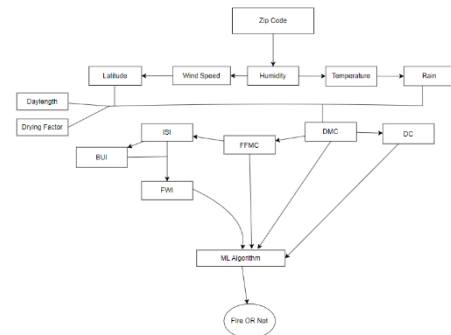 Zip Code
Latitude
Wind Speed
Humidity
Temperature
Rain
Daylength
Drying Factor
ISI
DMC
DC
FFMC
BUI
FWI
ML Algorithm
Fire OR Not